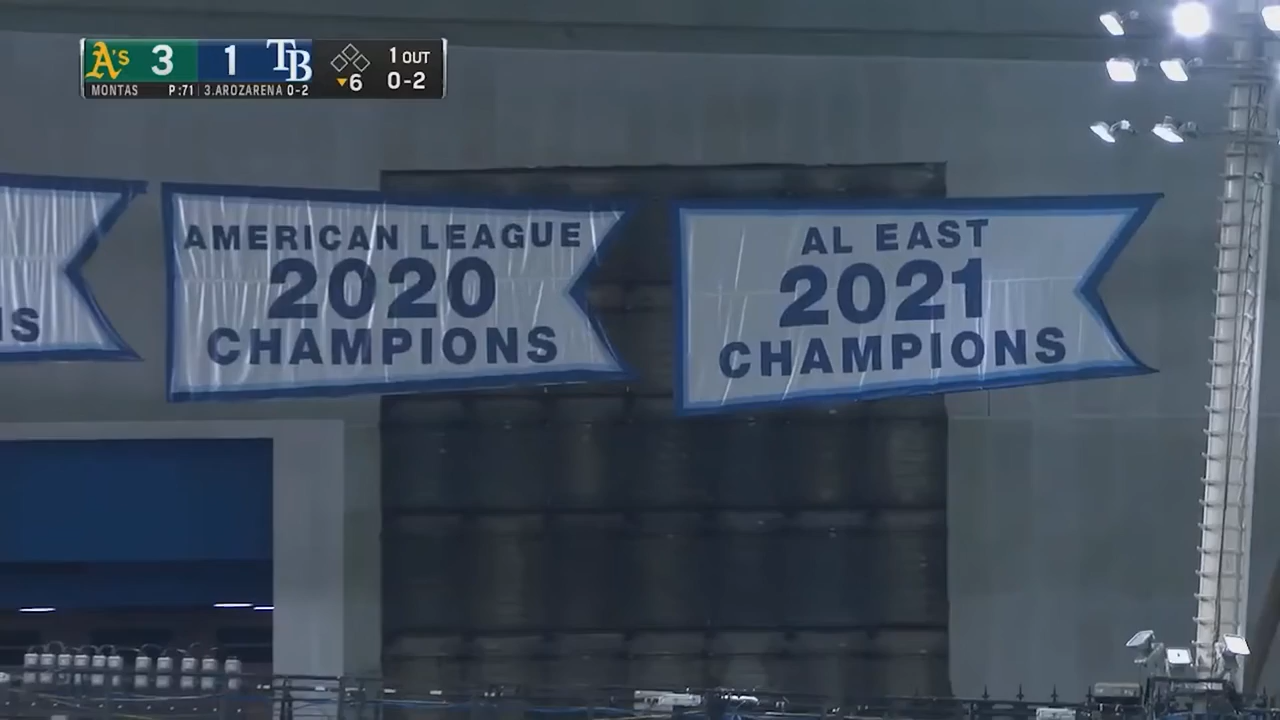 A's 3 1 TB 1 OUT
6 0-2
MONTAS P:71 3.AROZARENA 0-2
IS
AMERICAN LEAGUE
2020
CHAMPIONS
AL EAST
2021
CHAMPIONS